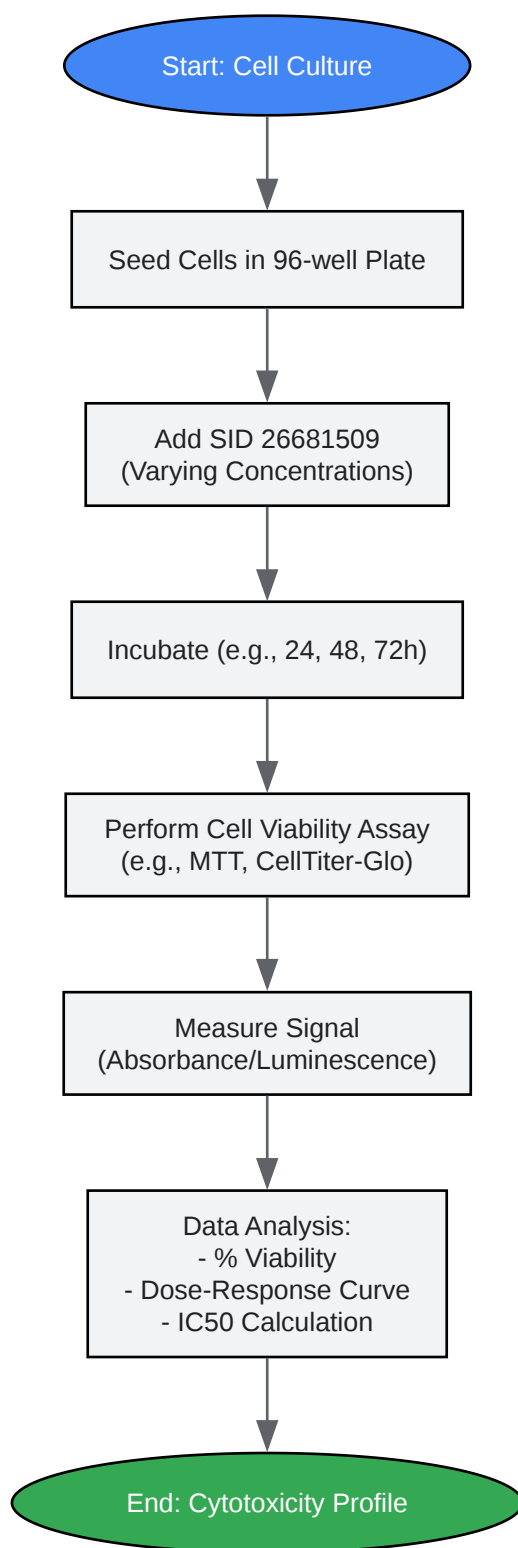 Start: Cell Culture
Seed Cells in 96-well Plate
Add SID 26681509
(Varying Concentrations)
Incubate (e.g., 24, 48, 72h)
Perform Cell Viability Assay
(e.g., MTT, CellTiter-Glo)
Measure Signal
(Absorbance/Luminescence)
Data Analysis:
- % Viability
- Dose-Response Curve
- IC50 Calculation
End: Cytotoxicity Profile